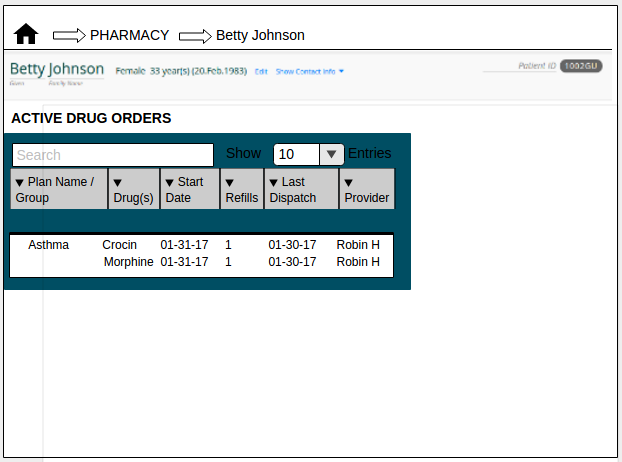 PHARMACY Betty Johnson
Betty Johnson Female 33 year(s) (20.Feb.1983) Edit Show Contact Info Patient ID 1002GU
Given Family Name
ACTIVE DRUG ORDERS
Search Show 10 Entries
Plan Name / Group Drug(s) Start Date Refills Last Dispatch Provider
Asthma Crocin 01-31-17 1 01-30-17 Robin H
Morphine 01-31-17 1 01-30-17 Robin H